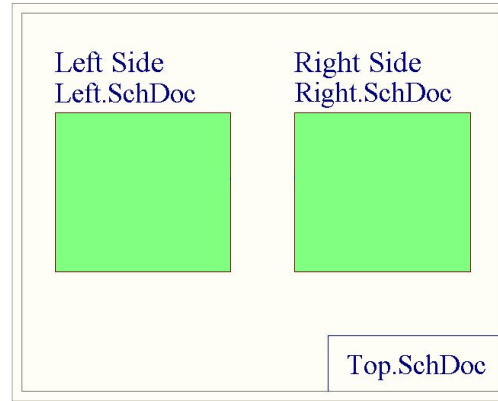 Left Side
Left.SchDoc
Right Side
Right.SchDoc
Top.SchDoc